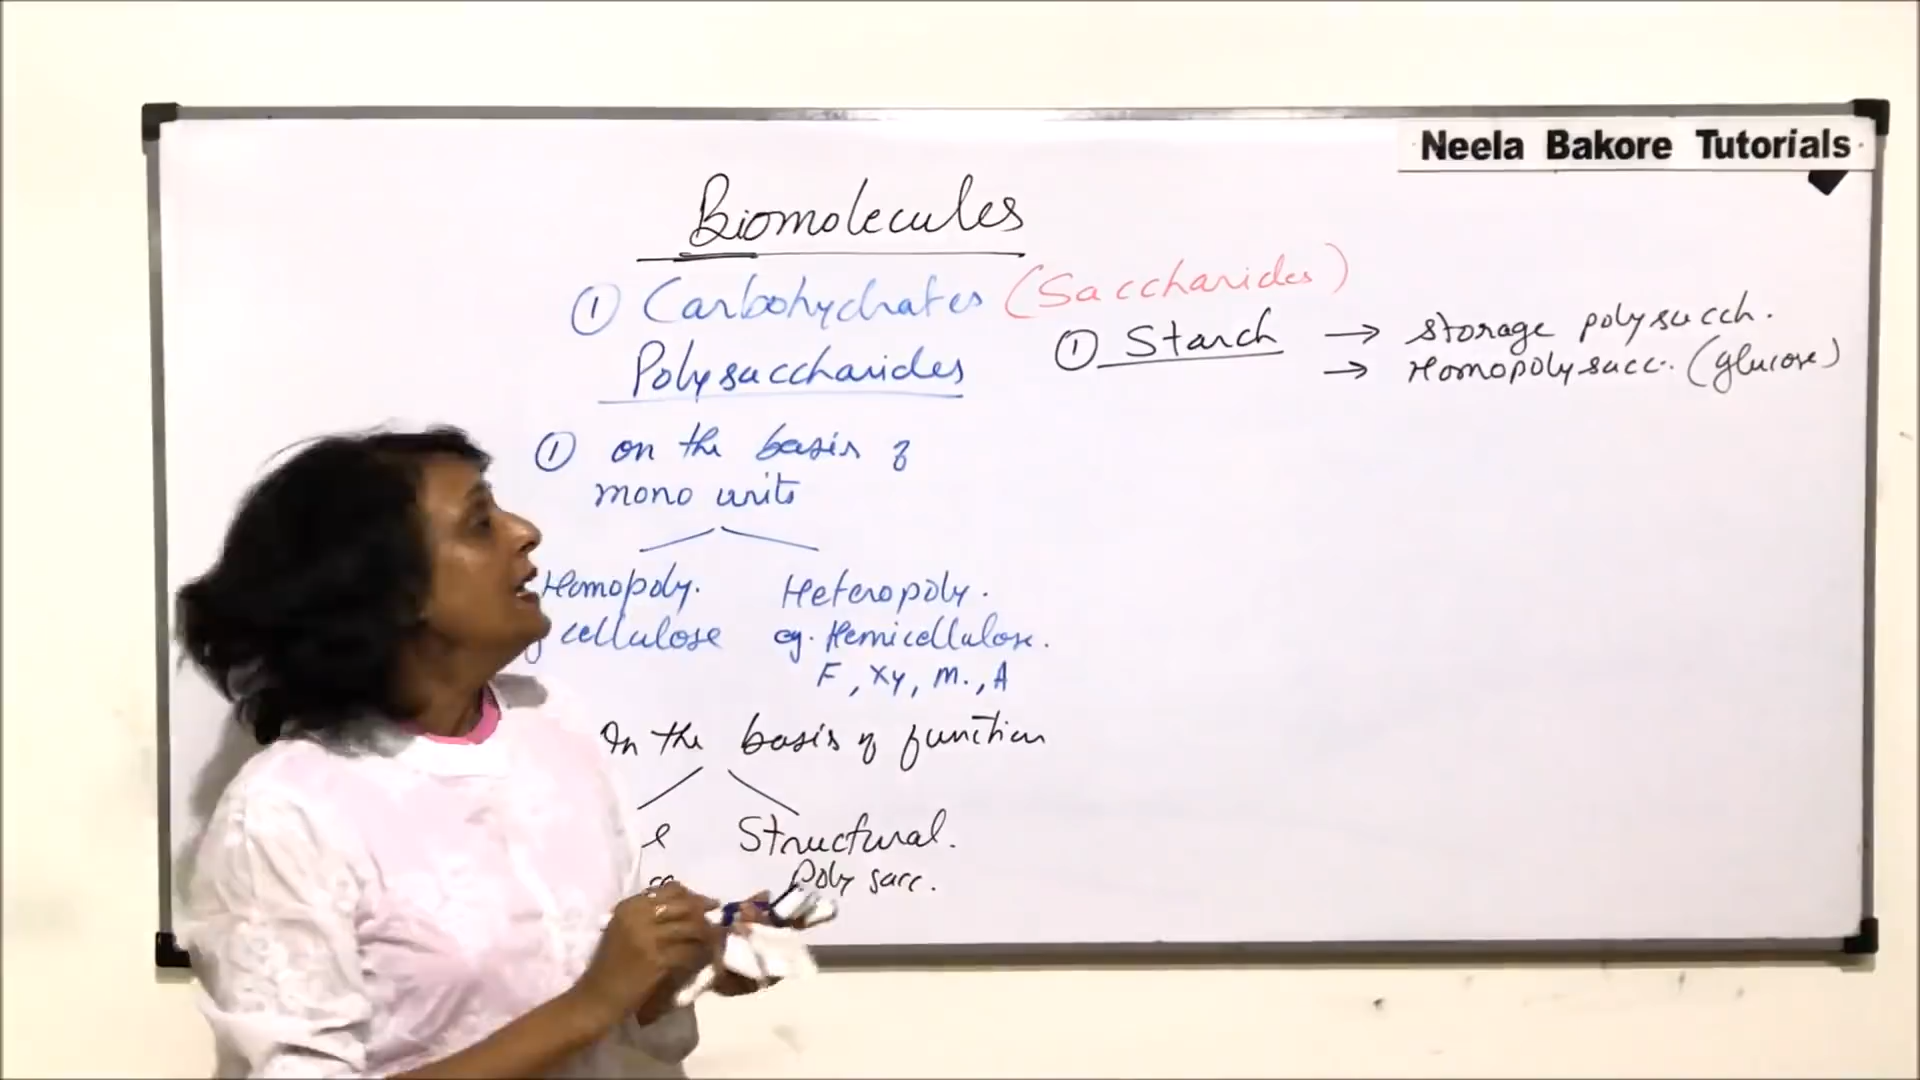 Neela Bakore Tutorials
Biomolecules
① Carbohydrates (Saccharides)
Polysaccharides
① on the basis of
mono units
Homopoly. Heteropoly.
cellulose eg. Hemicellulose.
F, Xy, M., A
On the basis of function
Structural.
Poly sacc.
① Starch → storage polysacch.
→ Homopolysacc. (glucose)